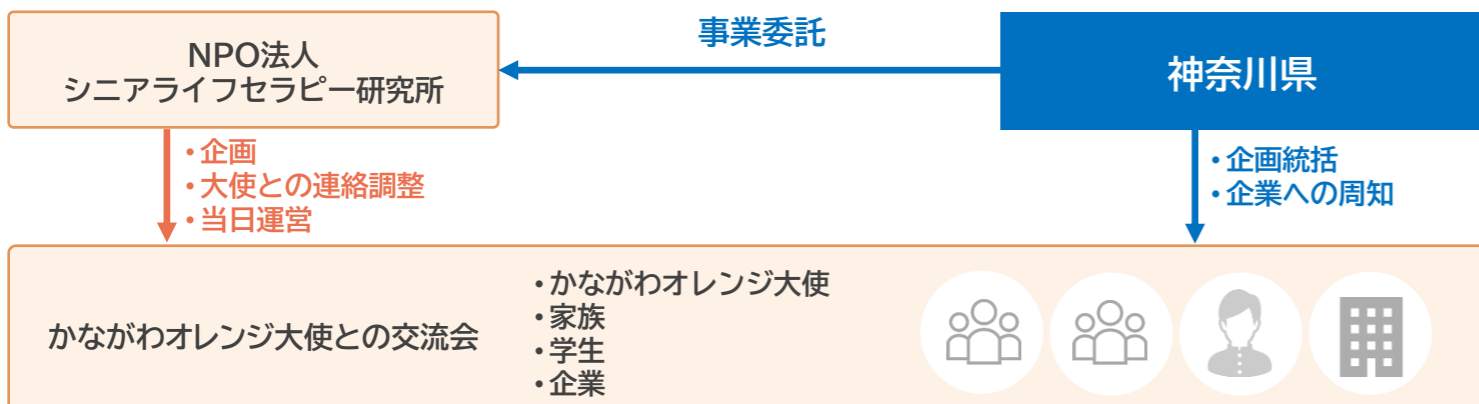 事業委託
NPO法人
シニアライフセラピー研究所
神奈川県
・企画
・大使との連絡調整
・当日運営
・企画統括
・企業への周知
かながわオレンジ大使との交流会
・かながわオレンジ大使
・家族
・学生
・企業